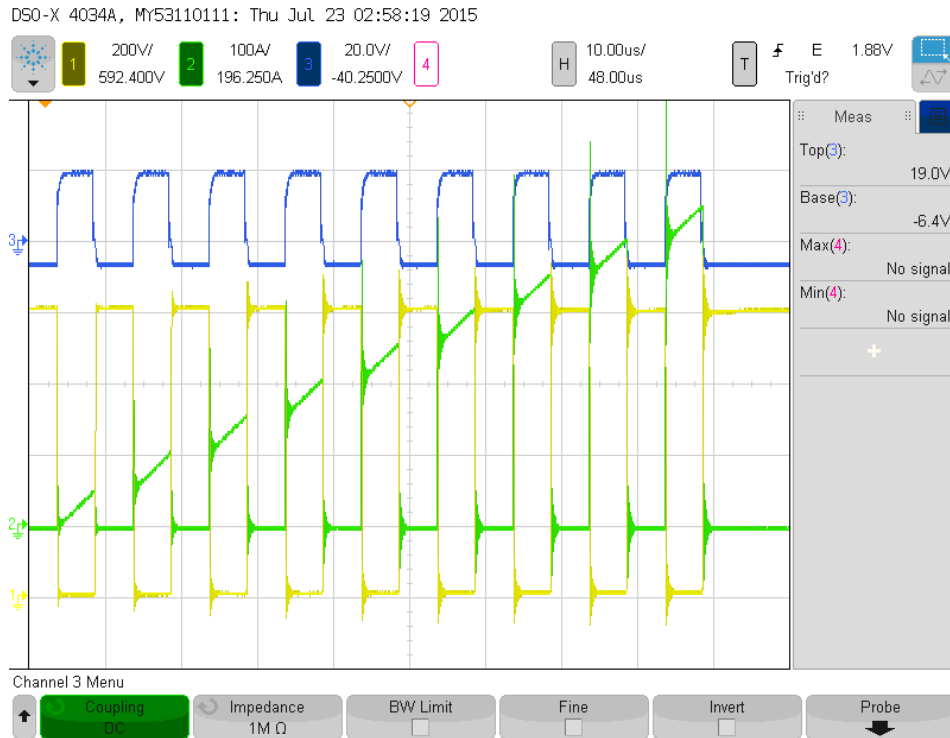 DSO-X 4034A, MY53110111: Thu Jul 23 02:58:19 2015
1 200V/ 592.400V 2 100A/ 196.250A 3 20.0V/ -40.2500V 4 H 10.00us/ 48.00us T E 1.88V Trig'd?
Meas
Top(3):
19.0V
Base(3):
-6.4V
Max(4):
No signal
Min(4):
No signal
3
2
1
Channel 3 Menu
Coupling DC
Impedance 1M Ω
BW Limit
Fine
Invert
Probe